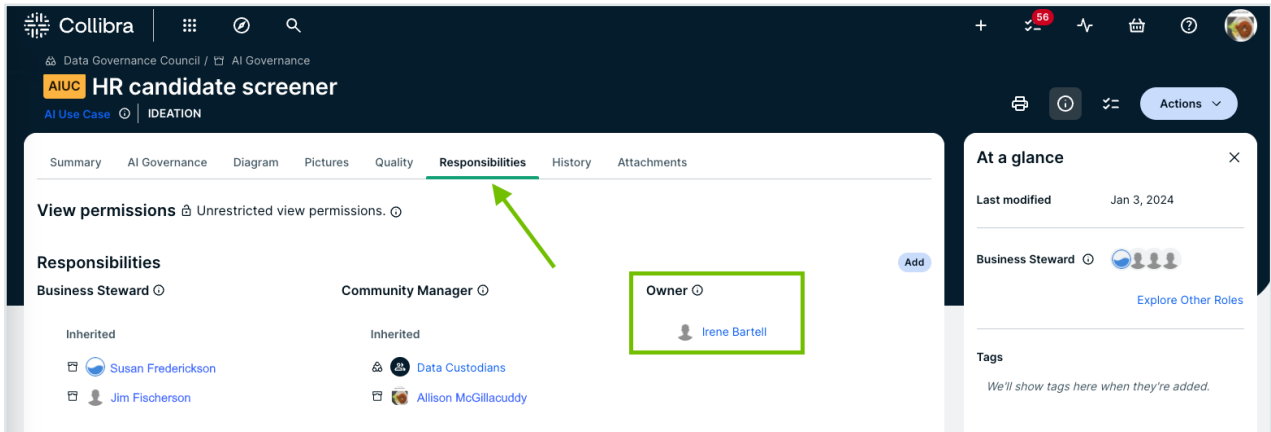 Collibra
56
Data Governance Council / AI Governance
AIUC HR candidate screener
AI Use Case IDEATION
Actions
Summary AI Governance Diagram Pictures Quality Responsibilities History Attachments
View permissions Unrestricted view permissions.
Responsibilities
Add
Business Steward
Community Manager
Owner
Inherited
Inherited
Irene Bartell
Susan Frederickson
Data Custodians
Jim Fischerson
Allison McGillacuddy
At a glance
Last modified Jan 3, 2024
Business Steward
Explore Other Roles
Tags
We'll show tags here when they're added.